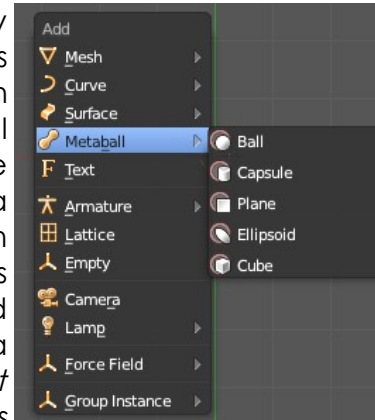 Add
Mesh
Curve
Surface
Metaball
Text
Armature
Lattice
Empty
Camera
Lamp
Force Field
Group Instance
Ball
Capsule
Plane
Ellipsoid
Cube